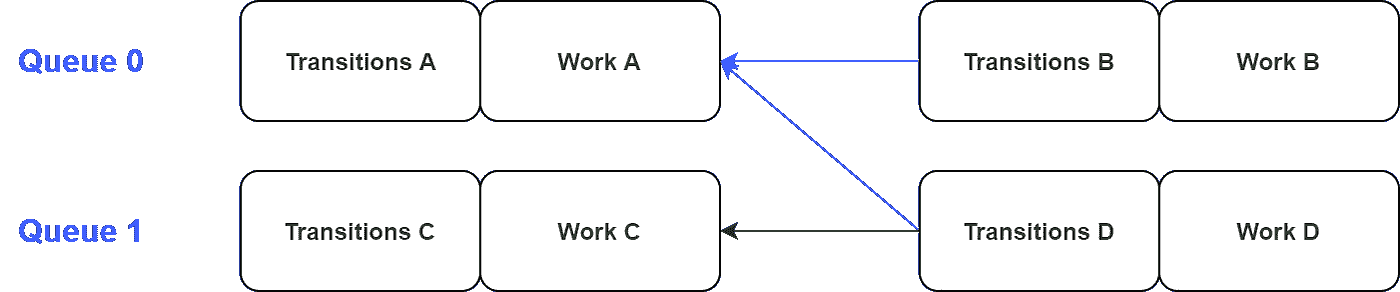 Queue 0
Transitions A
Work A
Transitions B
Work B
Queue 1
Transitions C
Work C
Transitions D
Work D